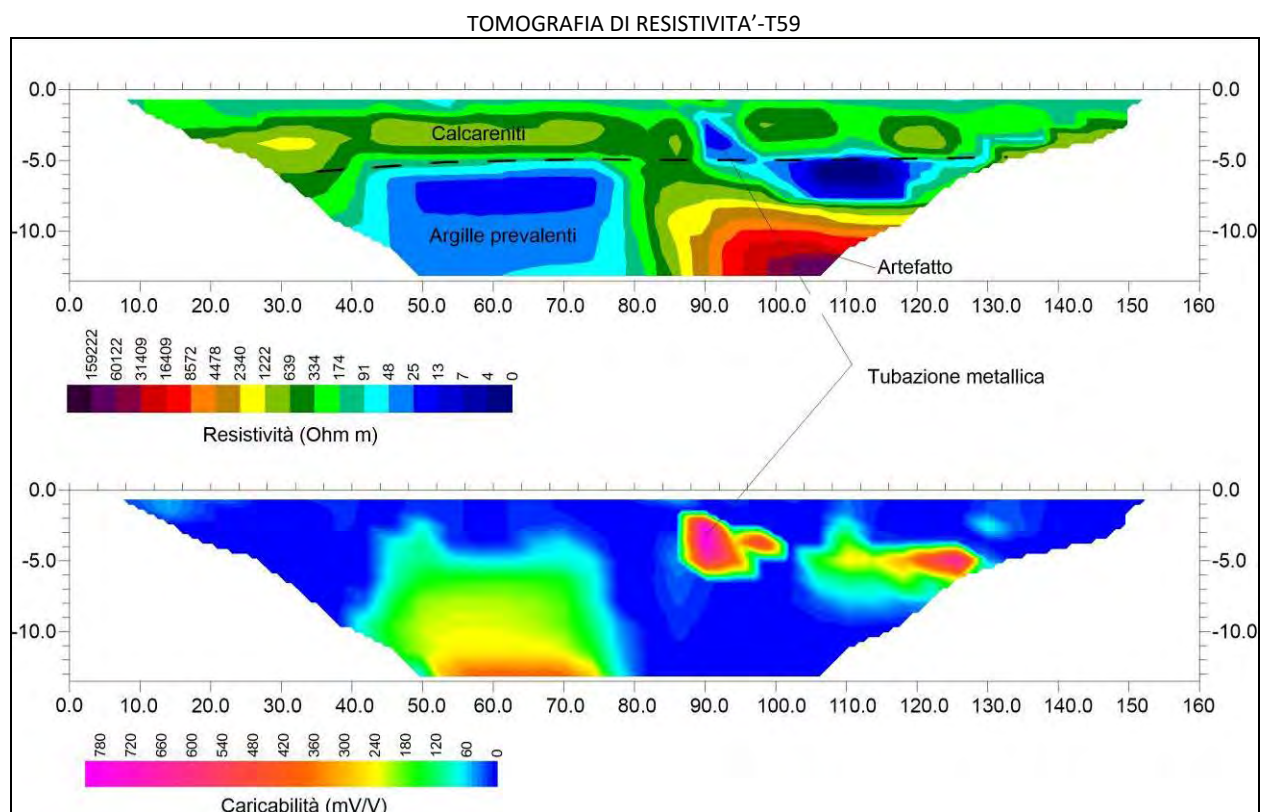 TOMOGRAFIA DI RESISTIVITA’-T59
0.0 0.0
Calcareniti
-5.0 -5.0
Argille prevalenti
-10.0 -10.0
Artefatto
0.0 10.0 20.0 30.0 40.0 50.0 60.0 70.0 80.0 90.0 100.0 110.0 120.0 130.0 150 160
159222 60122 31409 16409 8572 4478 2340 1222 639 334 174 91 48 25 13 7 4 0
Resistività (Ohm m)
Tubazione metallica
0.0 0.0
-5.0 -5.0
-10.0 -10.0
0.0 10.0 20.0 30.0 40.0 50.0 60.0 70.0 80.0 90.0 100.0 110.0 120.0 130.0 150 160
780 720 660 600 540 480 420 360 300 240 180 120 60 0
Caricabilità (mV/V)